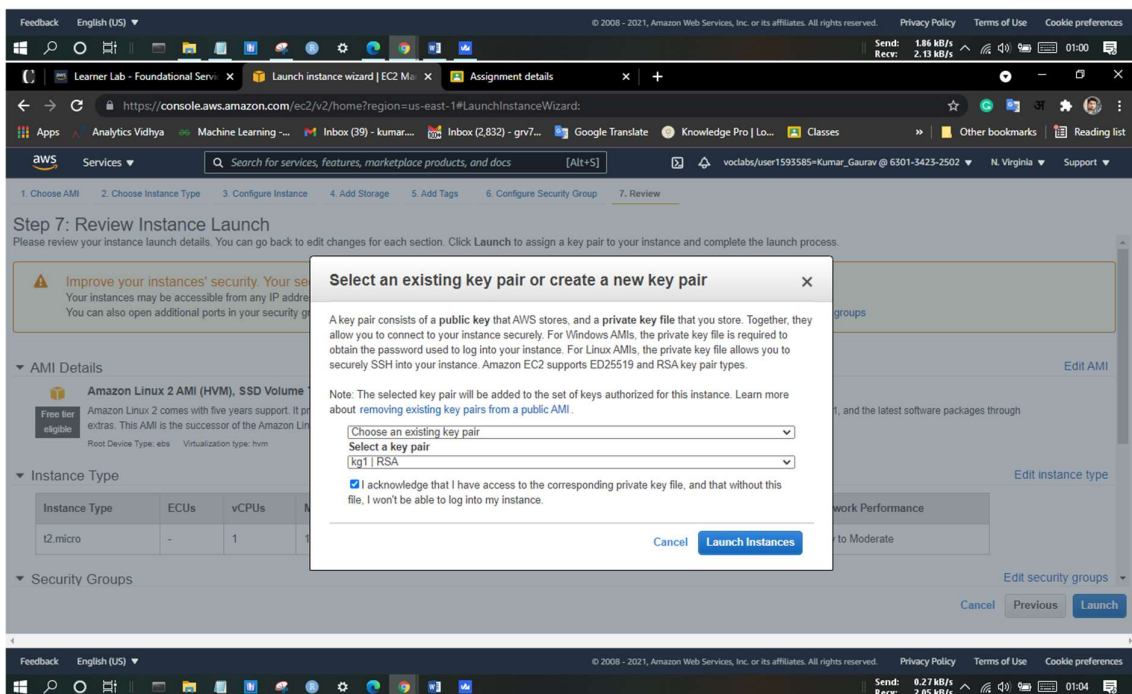 Feedback English (US) ▼ © 2008 - 2021, Amazon Web Services, Inc. or its affiliates. All rights reserved. Privacy Policy Terms of Use Cookie preferences
Send: 1.86 kB/s
Recv: 2.13 kB/s
01:00
Learner Lab - Foundational Servi
Launch instance wizard | EC2 Ma
Assignment details
https://console.aws.amazon.com/ec2/v2/home?region=us-east-1#LaunchInstanceWizard:
Apps Analytics Vidhya Machine Learning -... Inbox (39) - kumar.... Inbox (2,832) - grv7... Google Translate Knowledge Pro | Lo... Classes » Other bookmarks Reading list
aws Services ▼ Search for services, features, marketplace products, and docs [Alt+S] voclabs/user1593585=Kumar_Gaurav @ 6301-3423-2502 ▼ N. Virginia ▼ Support ▼
1. Choose AMI 2. Choose Instance Type 3. Configure Instance 4. Add Storage 5. Add Tags 6. Configure Security Group 7. Review
Step 7: Review Instance Launch
Please review your instance launch details. You can go back to edit changes for each section. Click Launch to assign a key pair to your instance and complete the launch process.
Improve your instances' security. Your se
Your instances may be accessible from any IP addre
You can also open additional ports in your security gr
groups
AMI Details
Edit AMI
Amazon Linux 2 AMI (HVM), SSD Volume
Free tier eligible
Amazon Linux 2 comes with five years support. It pr
1, and the latest software packages through
extras. This AMI is the successor of the Amazon Lin
Root Device Type: ebs Virtualization type: hvm
Instance Type
Edit instance type
Instance Type ECUs vCPUs M
work Performance
t2.micro - 1 1
to Moderate
Security Groups
Edit security groups
Cancel Previous Launch
Select an existing key pair or create a new key pair
A key pair consists of a public key that AWS stores, and a private key file that you store. Together, they
allow you to connect to your instance securely. For Windows AMIs, the private key file is required to
obtain the password used to log into your instance. For Linux AMIs, the private key file allows you to
securely SSH into your instance. Amazon EC2 supports ED25519 and RSA key pair types.
Note: The selected key pair will be added to the set of keys authorized for this instance. Learn more
about removing existing key pairs from a public AMI .
Choose an existing key pair
Select a key pair
kg1 | RSA
I acknowledge that I have access to the corresponding private key file, and that without this
file, I won't be able to log into my instance.
Cancel Launch Instances
Feedback English (US) ▼ © 2008 - 2021, Amazon Web Services, Inc. or its affiliates. All rights reserved. Privacy Policy Terms of Use Cookie preferences
Send: 0.27 kB/s
Recv: 2.05 kB/s
01:04